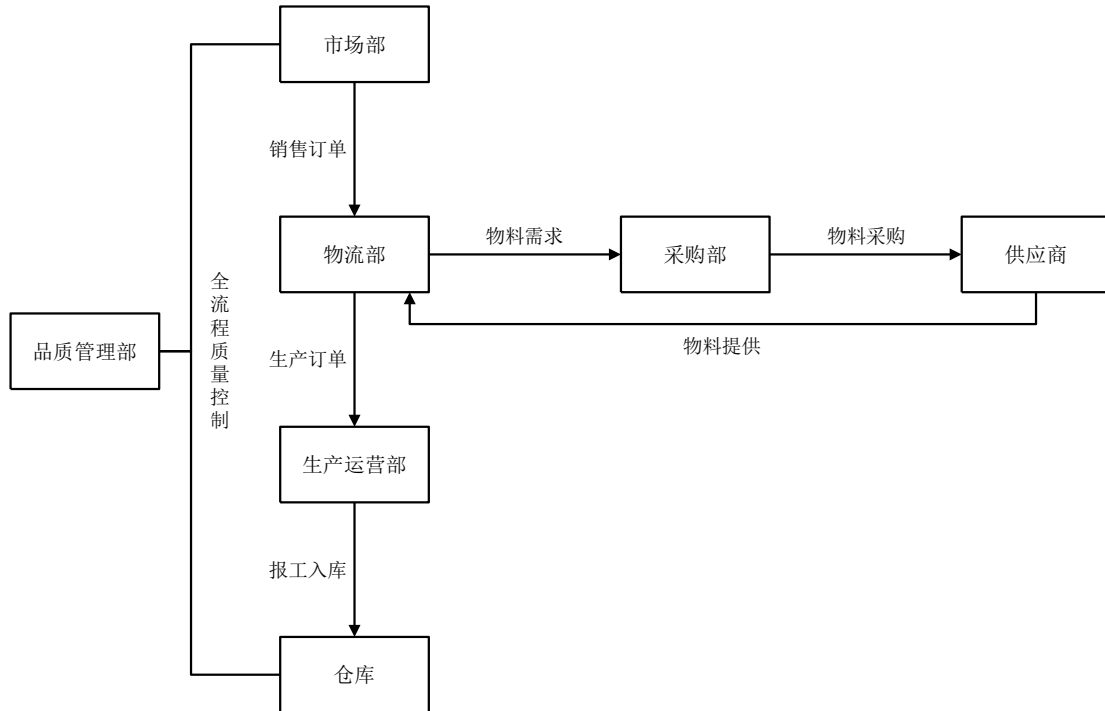 市场部
销售订单
物流部
物料需求
采购部
物料采购
供应商
物料提供
全流程质量控制
品质管理部
生产订单
生产运营部
报工入库
仓库